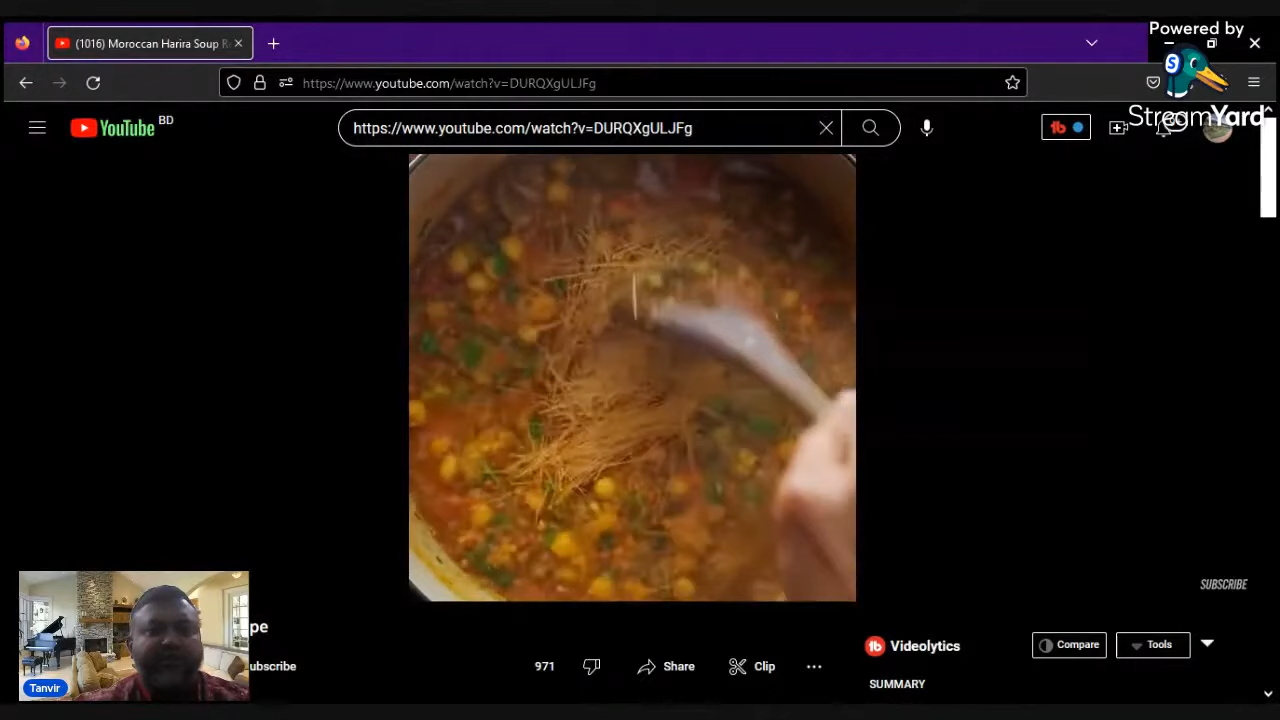 Powered by
StreamYard
(1016) Moroccan Harira Soup R
https://www.youtube.com/watch?v=DURQXgULJFg
YouTube BD
https://www.youtube.com/watch?v=DURQXgULJFg
SUBSCRIBE
pe
ubscribe
971
Share
Clip
Videolytics
Compare
Tools
SUMMARY
Tanvir